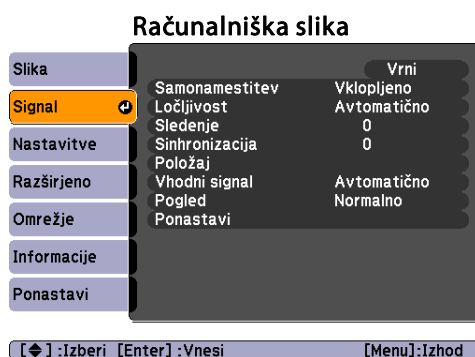 Računalniška slika
Slika
Signal
Nastavitve
Razširjeno
Omrežje
Informacije
Ponastavi
Vrni
Samonamestitev Vklopljeno
Ločljivost Avtomatično
Sledenje 0
Sinhronizacija 0
Položaj
Vhodni signal Avtomatično
Pogled Normalno
Ponastavi
[◆] :Izberi [Enter] :Vnesi [Menu]:Izhod